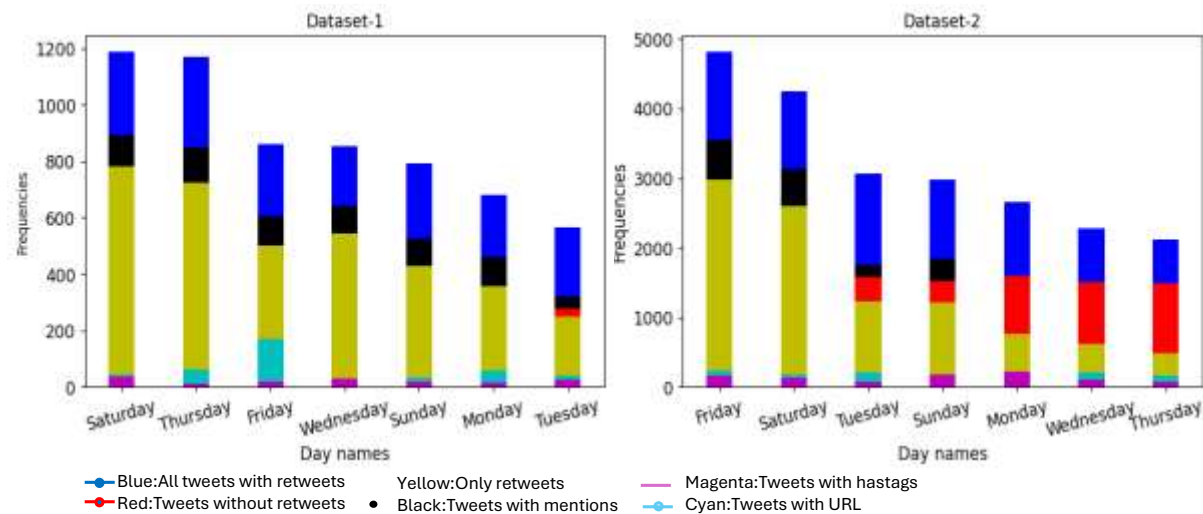 Dataset-1
1200
1000
800
600
400
200
0
Frequencies
Saturday Thursday Friday Wednesday Sunday Monday Tuesday
Day names
Dataset-2
5000
4000
3000
2000
1000
0
Frequencies
Friday Saturday Tuesday Sunday Monday Wednesday Thursday
Day names
Blue:All tweets with retweets Yellow:Only retweets Magenta:Tweets with hastags
Red:Tweets without retweets Black:Tweets with mentions Cyan:Tweets with URL